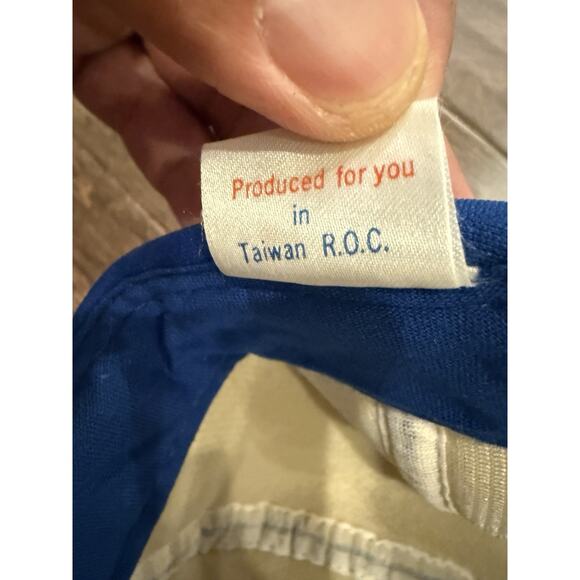 Produced for you
in
Taiwan R.O.C.